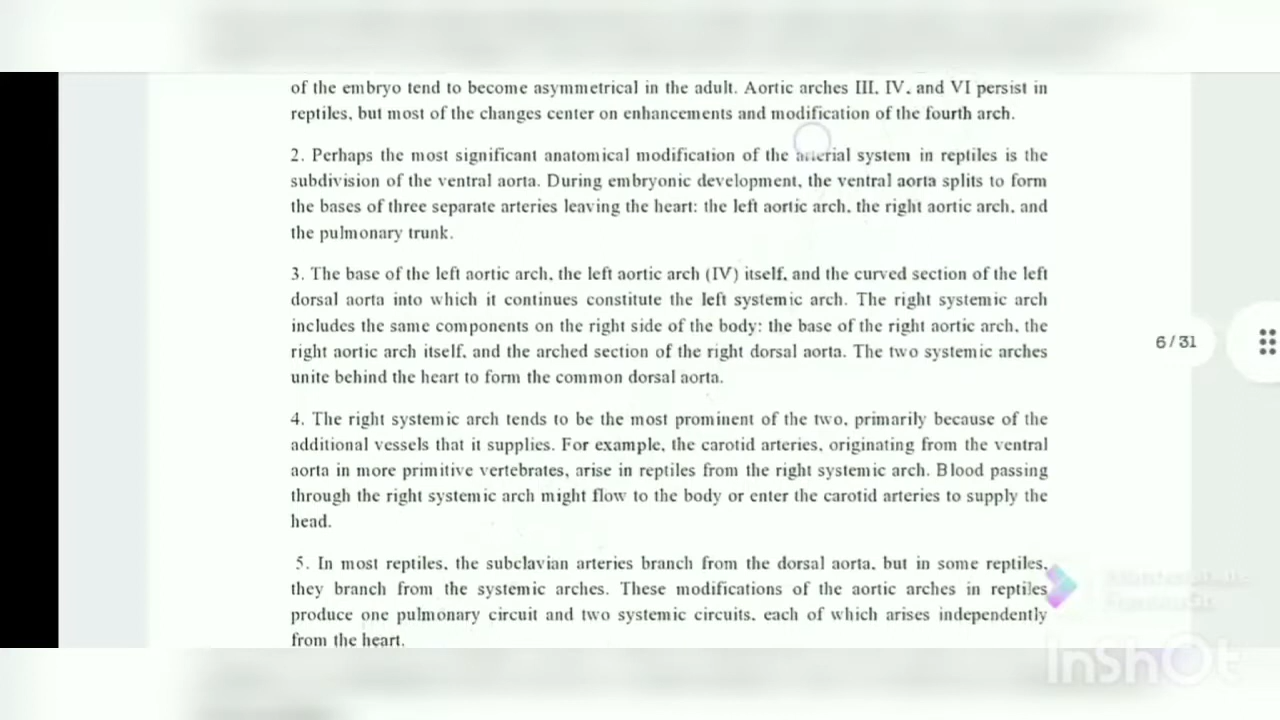 of the embryo tend to become asymmetrical in the adult. Aortic arches III, IV, and VI persist in
reptiles, but most of the changes center on enhancements and modification of the fourth arch.
2. Perhaps the most significant anatomical modification of the arterial system in reptiles is the
subdivision of the ventral aorta. During embryonic development, the ventral aorta splits to form
the bases of three separate arteries leaving the heart: the left aortic arch, the right aortic arch, and
the pulmonary trunk.
3. The base of the left aortic arch, the left aortic arch (IV) itself, and the curved section of the left
dorsal aorta into which it continues constitute the left systemic arch. The right systemic arch
includes the same components on the right side of the body: the base of the right aortic arch, the
right aortic arch itself, and the arched section of the right dorsal aorta. The two systemic arches
unite behind the heart to form the common dorsal aorta.
6 / 31
4. The right systemic arch tends to be the most prominent of the two, primarily because of the
additional vessels that it supplies. For example, the carotid arteries, originating from the ventral
aorta in more primitive vertebrates, arise in reptiles from the right systemic arch. Blood passing
through the right systemic arch might flow to the body or enter the carotid arteries to supply the
head.
5. In most reptiles, the subclavian arteries branch from the dorsal aorta, but in some reptiles,
they branch from the systemic arches. These modifications of the aortic arches in reptiles
produce one pulmonary circuit and two systemic circuits, each of which arises independently
from the heart.
InShOt